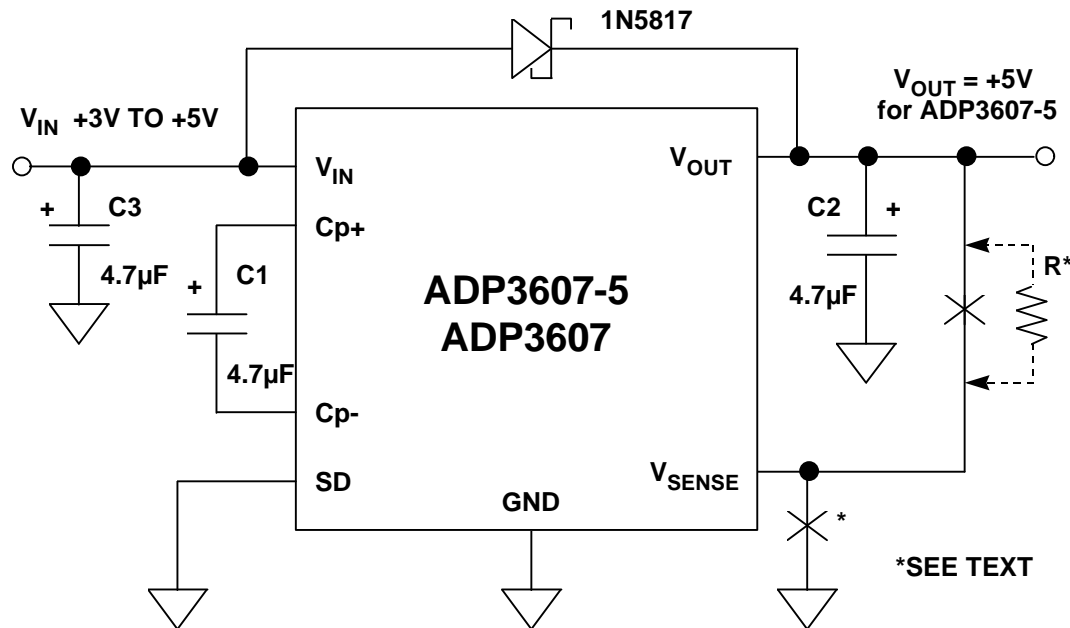 1N5817
V_OUT = +5V
for ADP3607-5
V_IN +3V TO +5V
V_IN
V_OUT
+
C3
4.7µF
Cp+
+
C1
4.7µF
Cp-
ADP3607-5
ADP3607
C2
+
4.7µF
R*
SD
GND
V_SENSE
*
*SEE TEXT